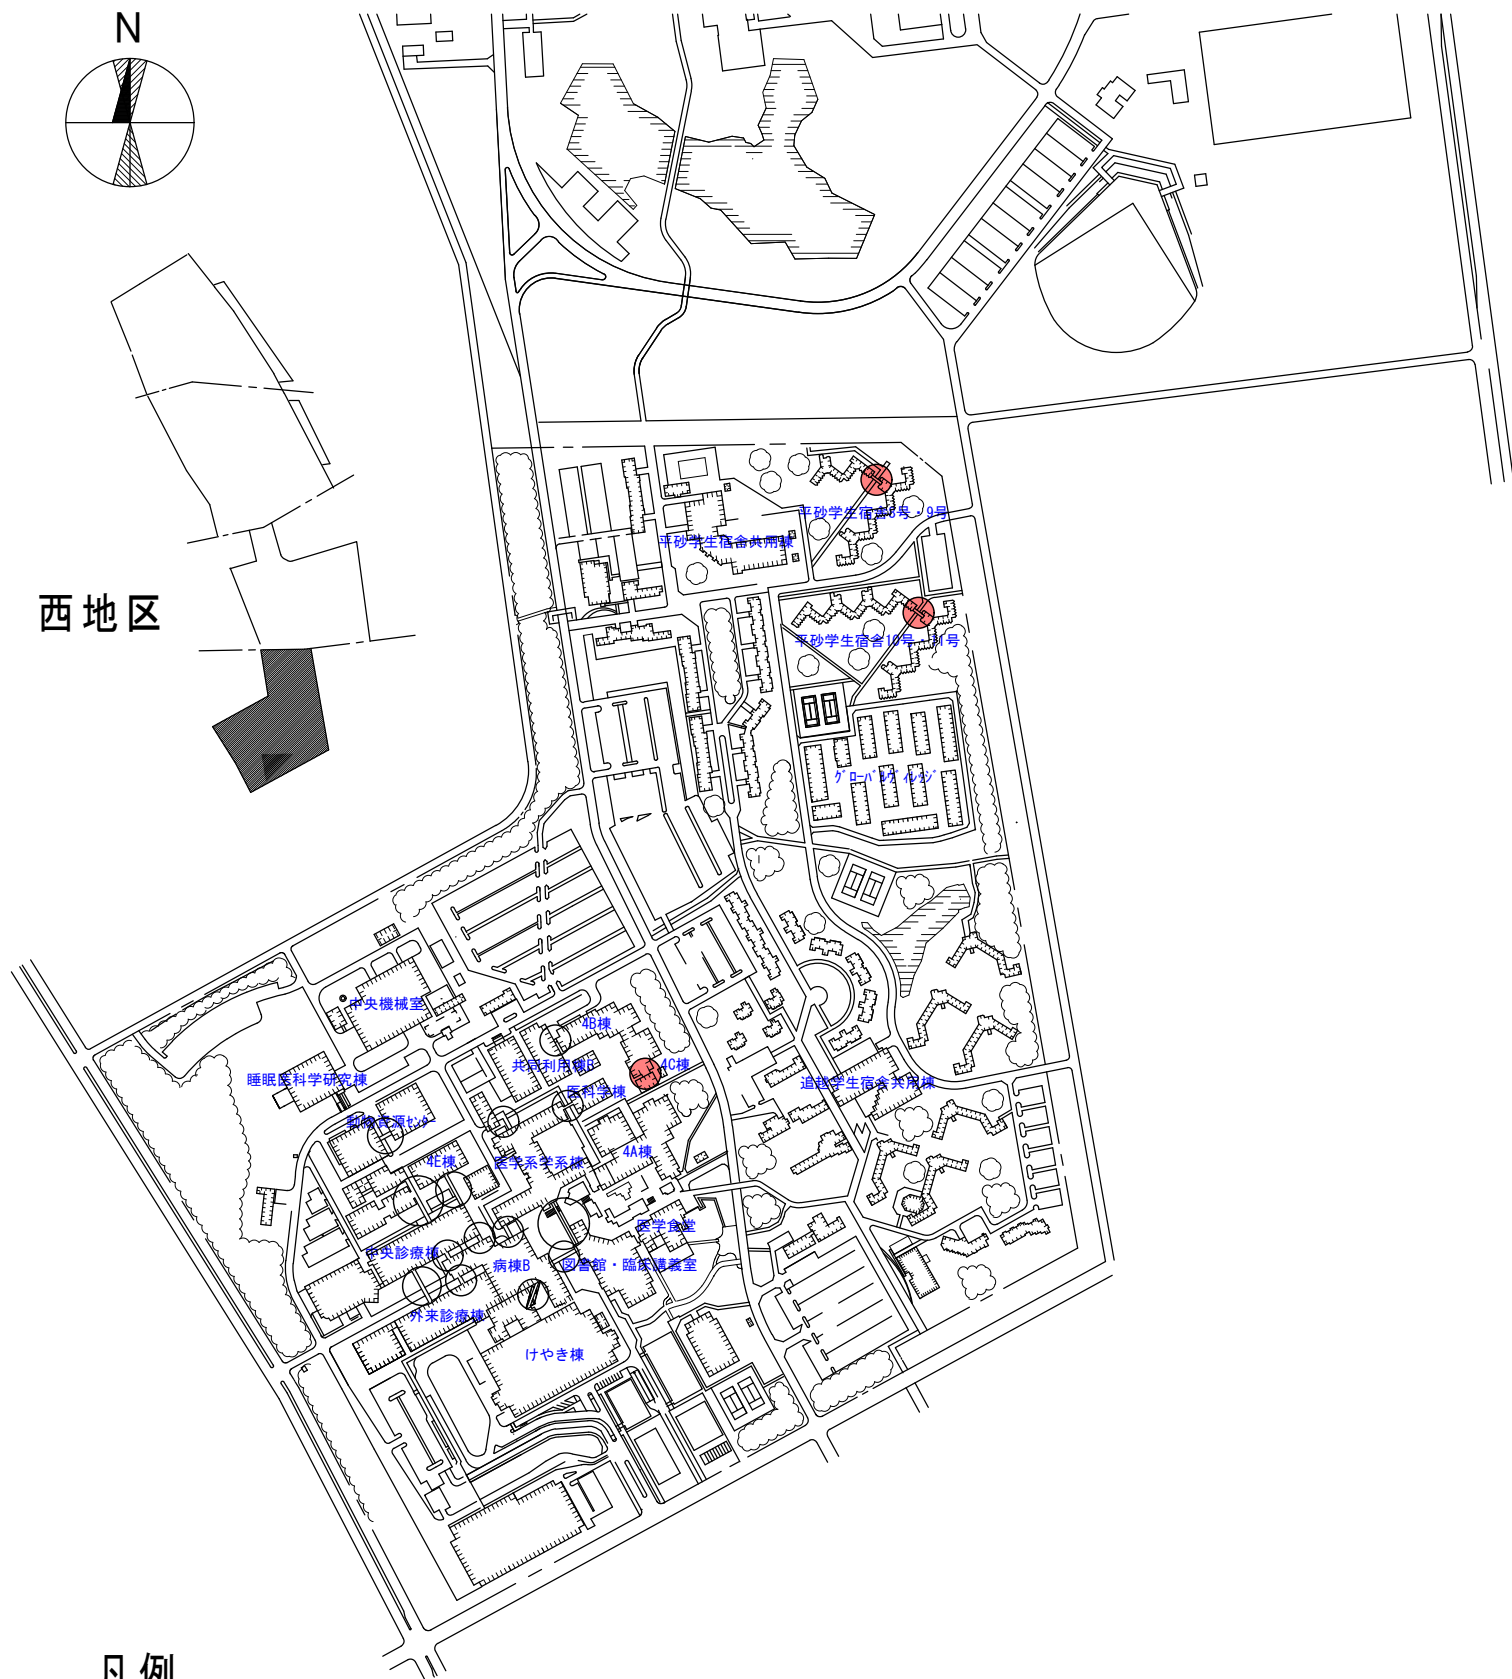 N
西地区
平砂学生宿舎8号・9号
平砂学生宿舎共用棟
平砂学生宿舎10号・11号
グローバルヴィレッジ
中央機械室
4B棟
共同利用棟B
4C棟
睡眠医科学研究棟
医科学棟
追越学生宿舎共用棟
動物資源センター
4A棟
4E棟
医学系学系棟
医学食堂
中央診療棟
病棟B
図書館・臨床講義室
外来診療棟
けやき棟
凡例